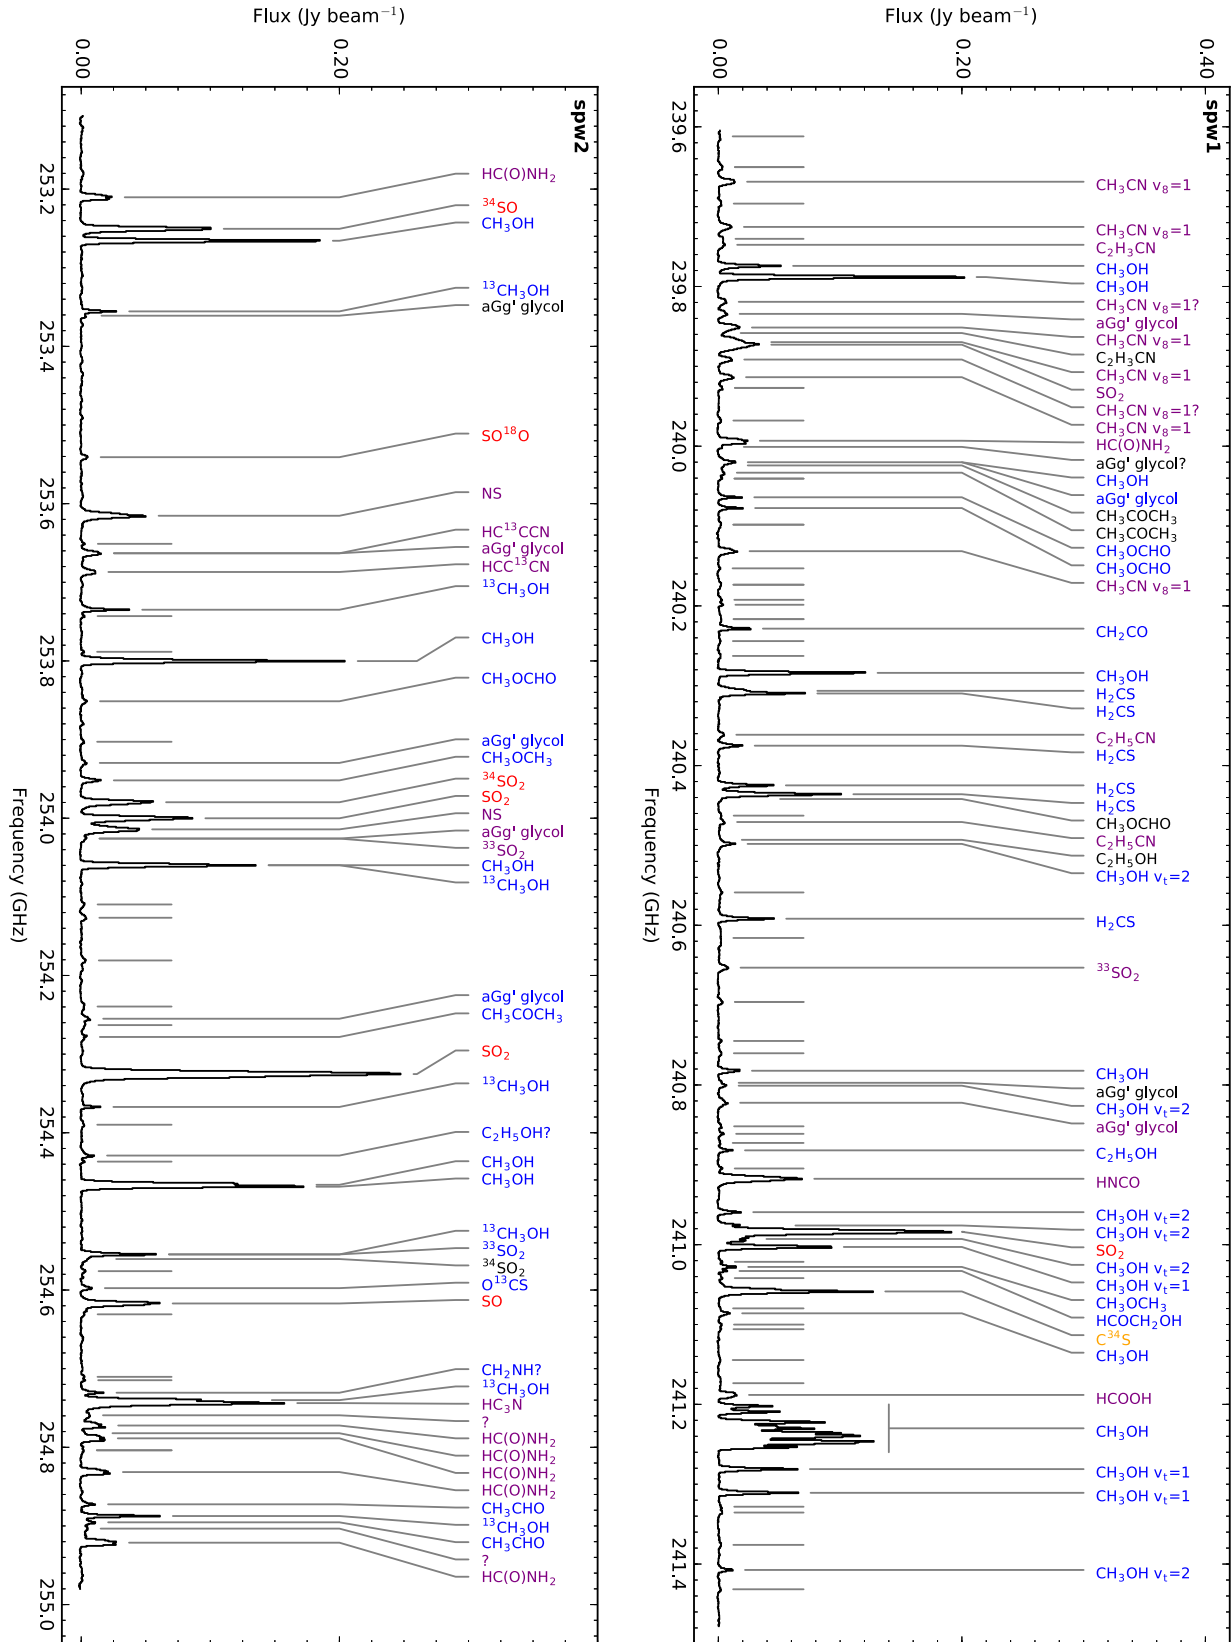 Flux (Jy beam⁻¹)
0.00
0.20
0.40
spw1
239.6
239.8
240.0
240.2
240.4
240.6
240.8
241.0
241.2
241.4
Frequency (GHz)
CH₃CN v₈=1
CH₃CN v₈=1
C₂H₃CN
CH₃OH
CH₃OH
CH₃CN v₈=1?
aGg' glycol
CH₃CN v₈=1
C₂H₃CN
CH₃CN v₈=1
SO₂
CH₃CN v₈=1?
CH₃CN v₈=1
HC(O)NH₂
aGg' glycol?
CH₃OH
aGg' glycol
CH₃COCH₃
CH₃COCH₃
CH₃OCHO
CH₃OCHO
CH₃CN v₈=1
CH₂CO
CH₃OH
H₂CS
H₂CS
C₂H₅CN
H₂CS
H₂CS
H₂CS
CH₃OCHO
C₂H₅CN
C₂H₅OH
CH₃OH vₜ=2
H₂CS
³³SO₂
CH₃OH
aGg' glycol
CH₃OH vₜ=2
aGg' glycol
C₂H₅OH
HNCO
CH₃OH vₜ=2
CH₃OH vₜ=2
SO₂
CH₃OH vₜ=2
CH₃OH vₜ=1
CH₃OCH₃
HCOCH₂OH
C³⁴S
CH₃OH
HCOOH
CH₃OH
CH₃OH vₜ=1
CH₃OH vₜ=1
CH₃OH vₜ=2
Flux (Jy beam⁻¹)
0.00
0.20
spw2
253.2
253.4
253.6
253.8
254.0
254.2
254.4
254.6
254.8
255.0
Frequency (GHz)
HC(O)NH₂
³⁴SO
CH₃OH
¹³CH₃OH
aGg' glycol
SO¹⁸O
NS
HC¹³CCN
aGg' glycol
HCC¹³CN
¹³CH₃OH
CH₃OH
CH₃OCHO
aGg' glycol
CH₃OCH₃
³⁴SO₂
SO₂
NS
aGg' glycol
³³SO₂
CH₃OH
¹³CH₃OH
aGg' glycol
CH₃COCH₃
SO₂
¹³CH₃OH
C₂H₅OH?
CH₃OH
CH₃OH
¹³CH₃OH
³³SO₂
³⁴SO₂
O¹³CS
SO
CH₂NH?
¹³CH₃OH
HC₃N
?
HC(O)NH₂
HC(O)NH₂
HC(O)NH₂
HC(O)NH₂
CH₃CHO
¹³CH₃OH
CH₃CHO
?
HC(O)NH₂